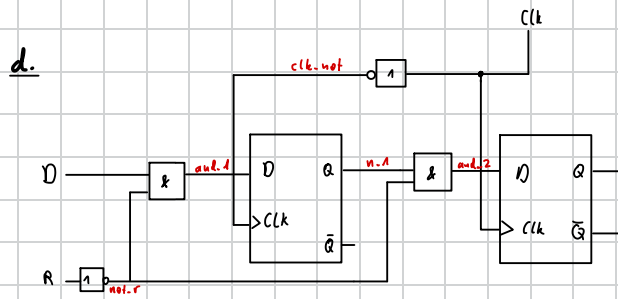 Clk
d.
clk_not
1
D
&
and_1
D
Q
n_1
&
and_2
D
Q
Clk
Q̄
Clk
Q̄
R
1
not_r